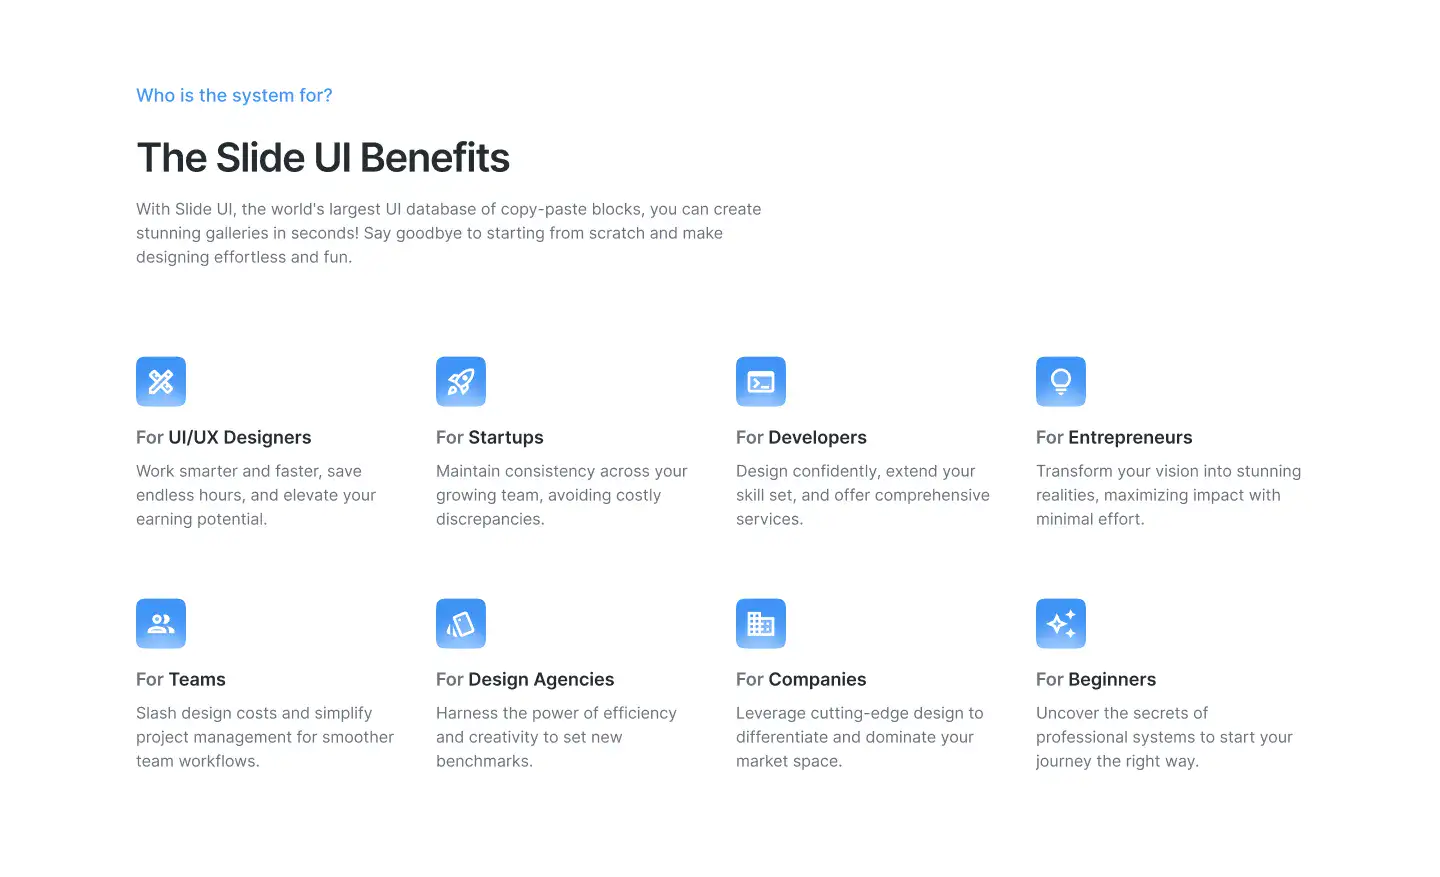 Who is the system for?
The Slide UI Benefits
With Slide UI, the world's largest UI database of copy-paste blocks, you can create
stunning galleries in seconds! Say goodbye to starting from scratch and make
designing effortless and fun.
For UI/UX Designers
Work smarter and faster, save
endless hours, and elevate your
earning potential.
For Startups
Maintain consistency across your
growing team, avoiding costly
discrepancies.
For Developers
Design confidently, extend your
skill set, and offer comprehensive
services.
For Entrepreneurs
Transform your vision into stunning
realities, maximizing impact with
minimal effort.
For Teams
Slash design costs and simplify
project management for smoother
team workflows.
For Design Agencies
Harness the power of efficiency
and creativity to set new
benchmarks.
For Companies
Leverage cutting-edge design to
differentiate and dominate your
market space.
For Beginners
Uncover the secrets of
professional systems to start your
journey the right way.